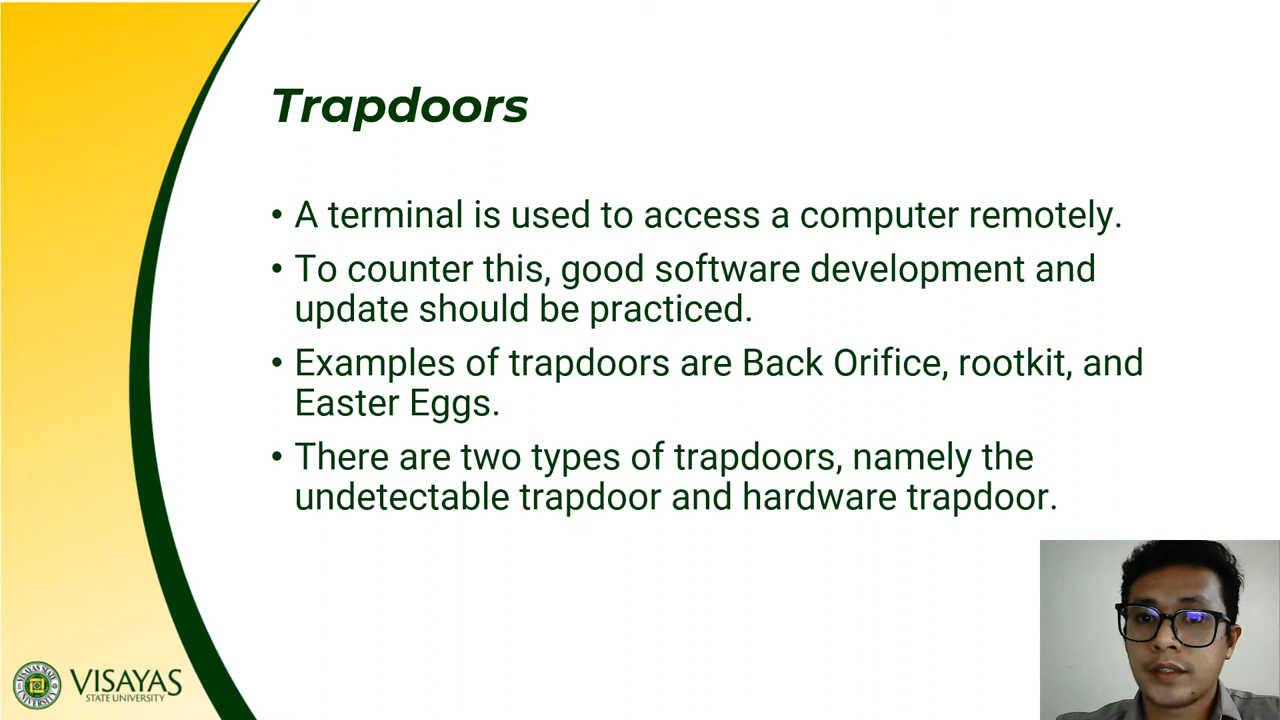 Trapdoors
• A terminal is used to access a computer remotely.
• To counter this, good software development and
update should be practiced.
• Examples of trapdoors are Back Orifice, rootkit, and
Easter Eggs.
• There are two types of trapdoors, namely the
undetectable trapdoor and hardware trapdoor.
VISAYAS
STATE UNIVERSITY